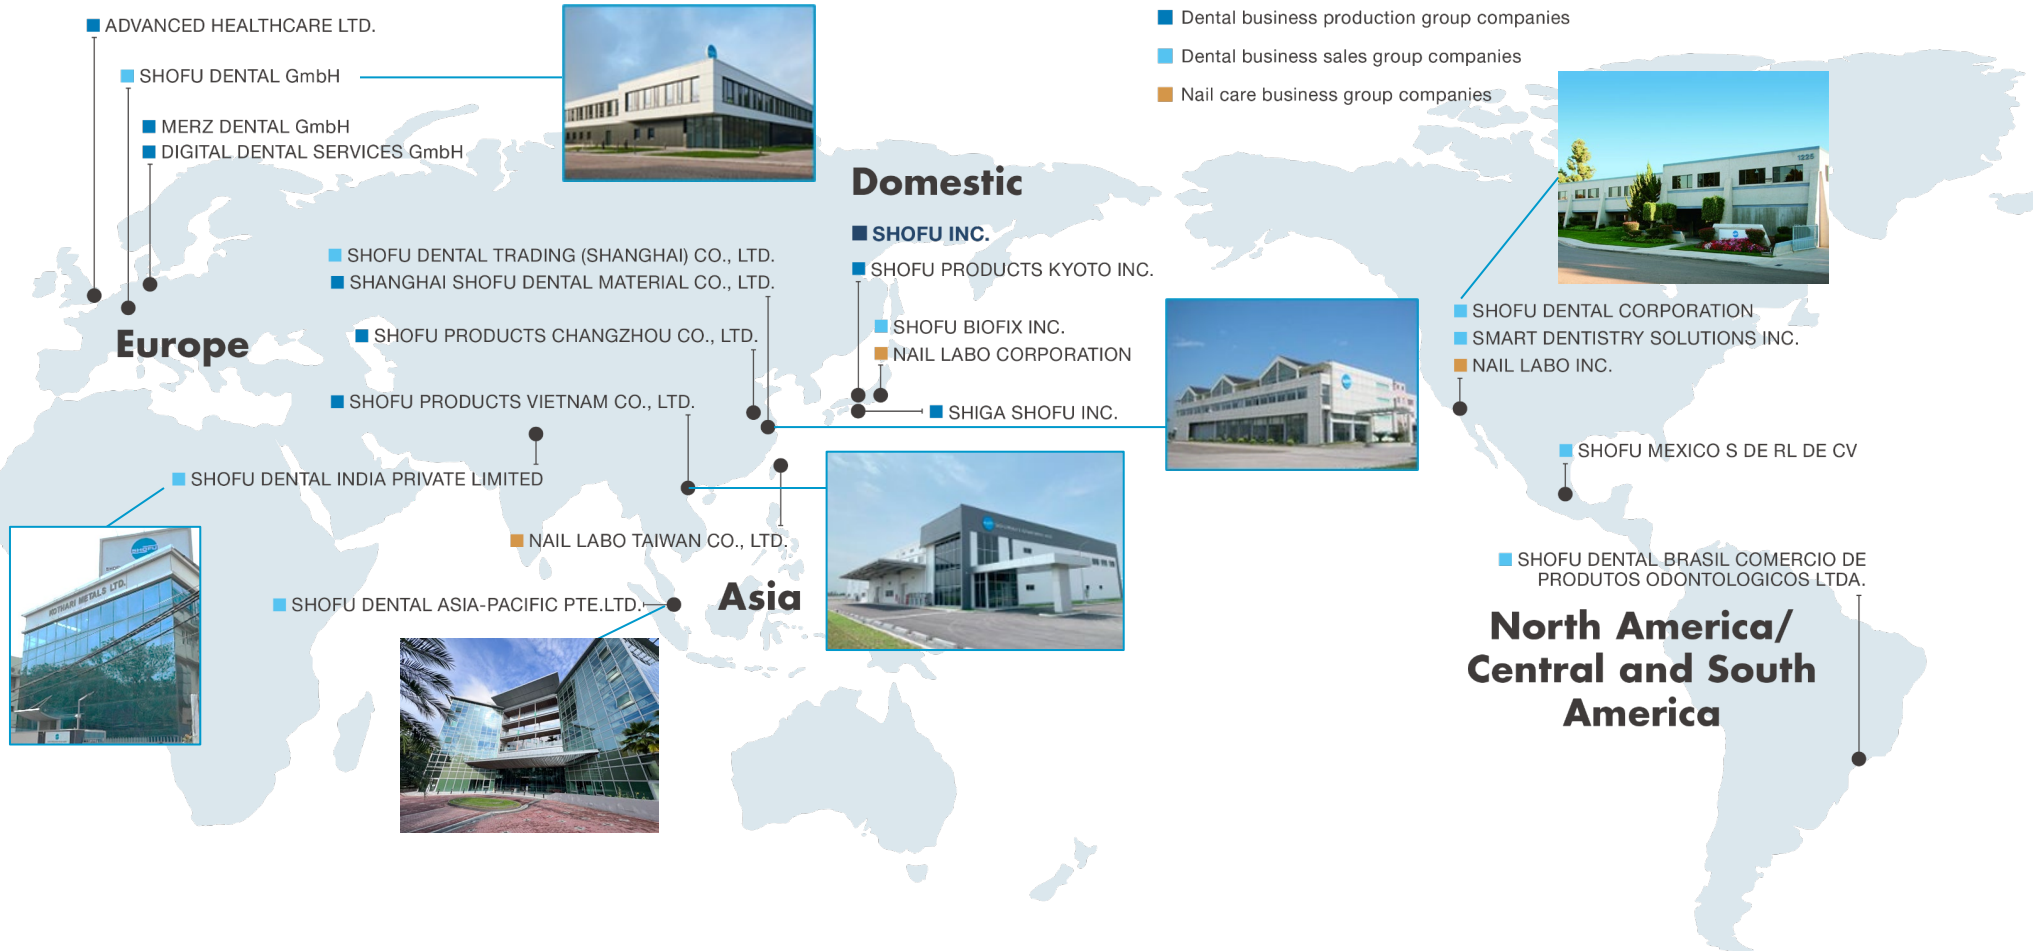 ADVANCED HEALTHCARE LTD.
SHOFU DENTAL GmbH
MERZ DENTAL GmbH
DIGITAL DENTAL SERVICES GmbH
Europe
Dental business production group companies
Dental business sales group companies
Nail care business group companies
Domestic
SHOFU INC.
SHOFU PRODUCTS KYOTO INC.
SHOFU BIOFIX INC.
NAIL LABO CORPORATION
SHIGA SHOFU INC.
SHOFU DENTAL TRADING (SHANGHAI) CO., LTD.
SHANGHAI SHOFU DENTAL MATERIAL CO., LTD.
SHOFU PRODUCTS CHANGZHOU CO., LTD.
SHOFU PRODUCTS VIETNAM CO., LTD.
SHOFU DENTAL INDIA PRIVATE LIMITED
NAIL LABO TAIWAN CO., LTD.
Asia
SHOFU DENTAL ASIA-PACIFIC PTE.LTD.
SHOFU
KOTHARI METALS LTD.
1225
SHOFU DENTAL CORPORATION
SMART DENTISTRY SOLUTIONS INC.
NAIL LABO INC.
SHOFU MEXICO S DE RL DE CV
SHOFU DENTAL BRASIL COMERCIO DE
PRODUTOS ODONTOLOGICOS LTDA.
North America/
Central and South
America